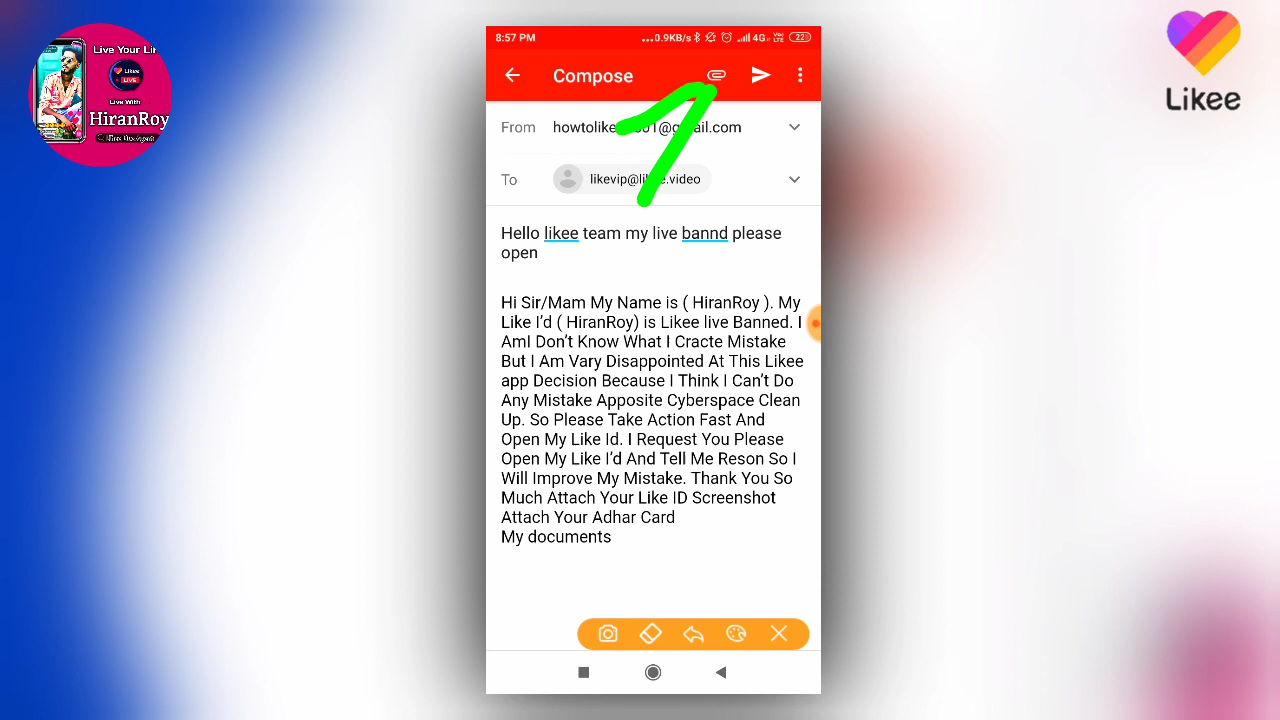 Live Your Lik
Likee
LIVE
Live With
HiranRoy
Likee
8:57 PM
...0.9KB/s
4G
Vo
LTE
22
Compose
From
To
Hello likee team my live bannd please
open
Hi Sir/Mam My Name is ( HiranRoy ). My
Like I'd ( HiranRoy) is Likee live Banned. I
AmI Don't Know What I Cracte Mistake
But I Am Vary Disappointed At This Likee
app Decision Because I Think I Can't Do
Any Mistake Apposite Cyberspace Clean
Up. So Please Take Action Fast And
Open My Like Id. I Request You Please
Open My Like I'd And Tell Me Reson So I
Will Improve My Mistake. Thank You So
Much Attach Your Like ID Screenshot
Attach Your Adhar Card
My documents